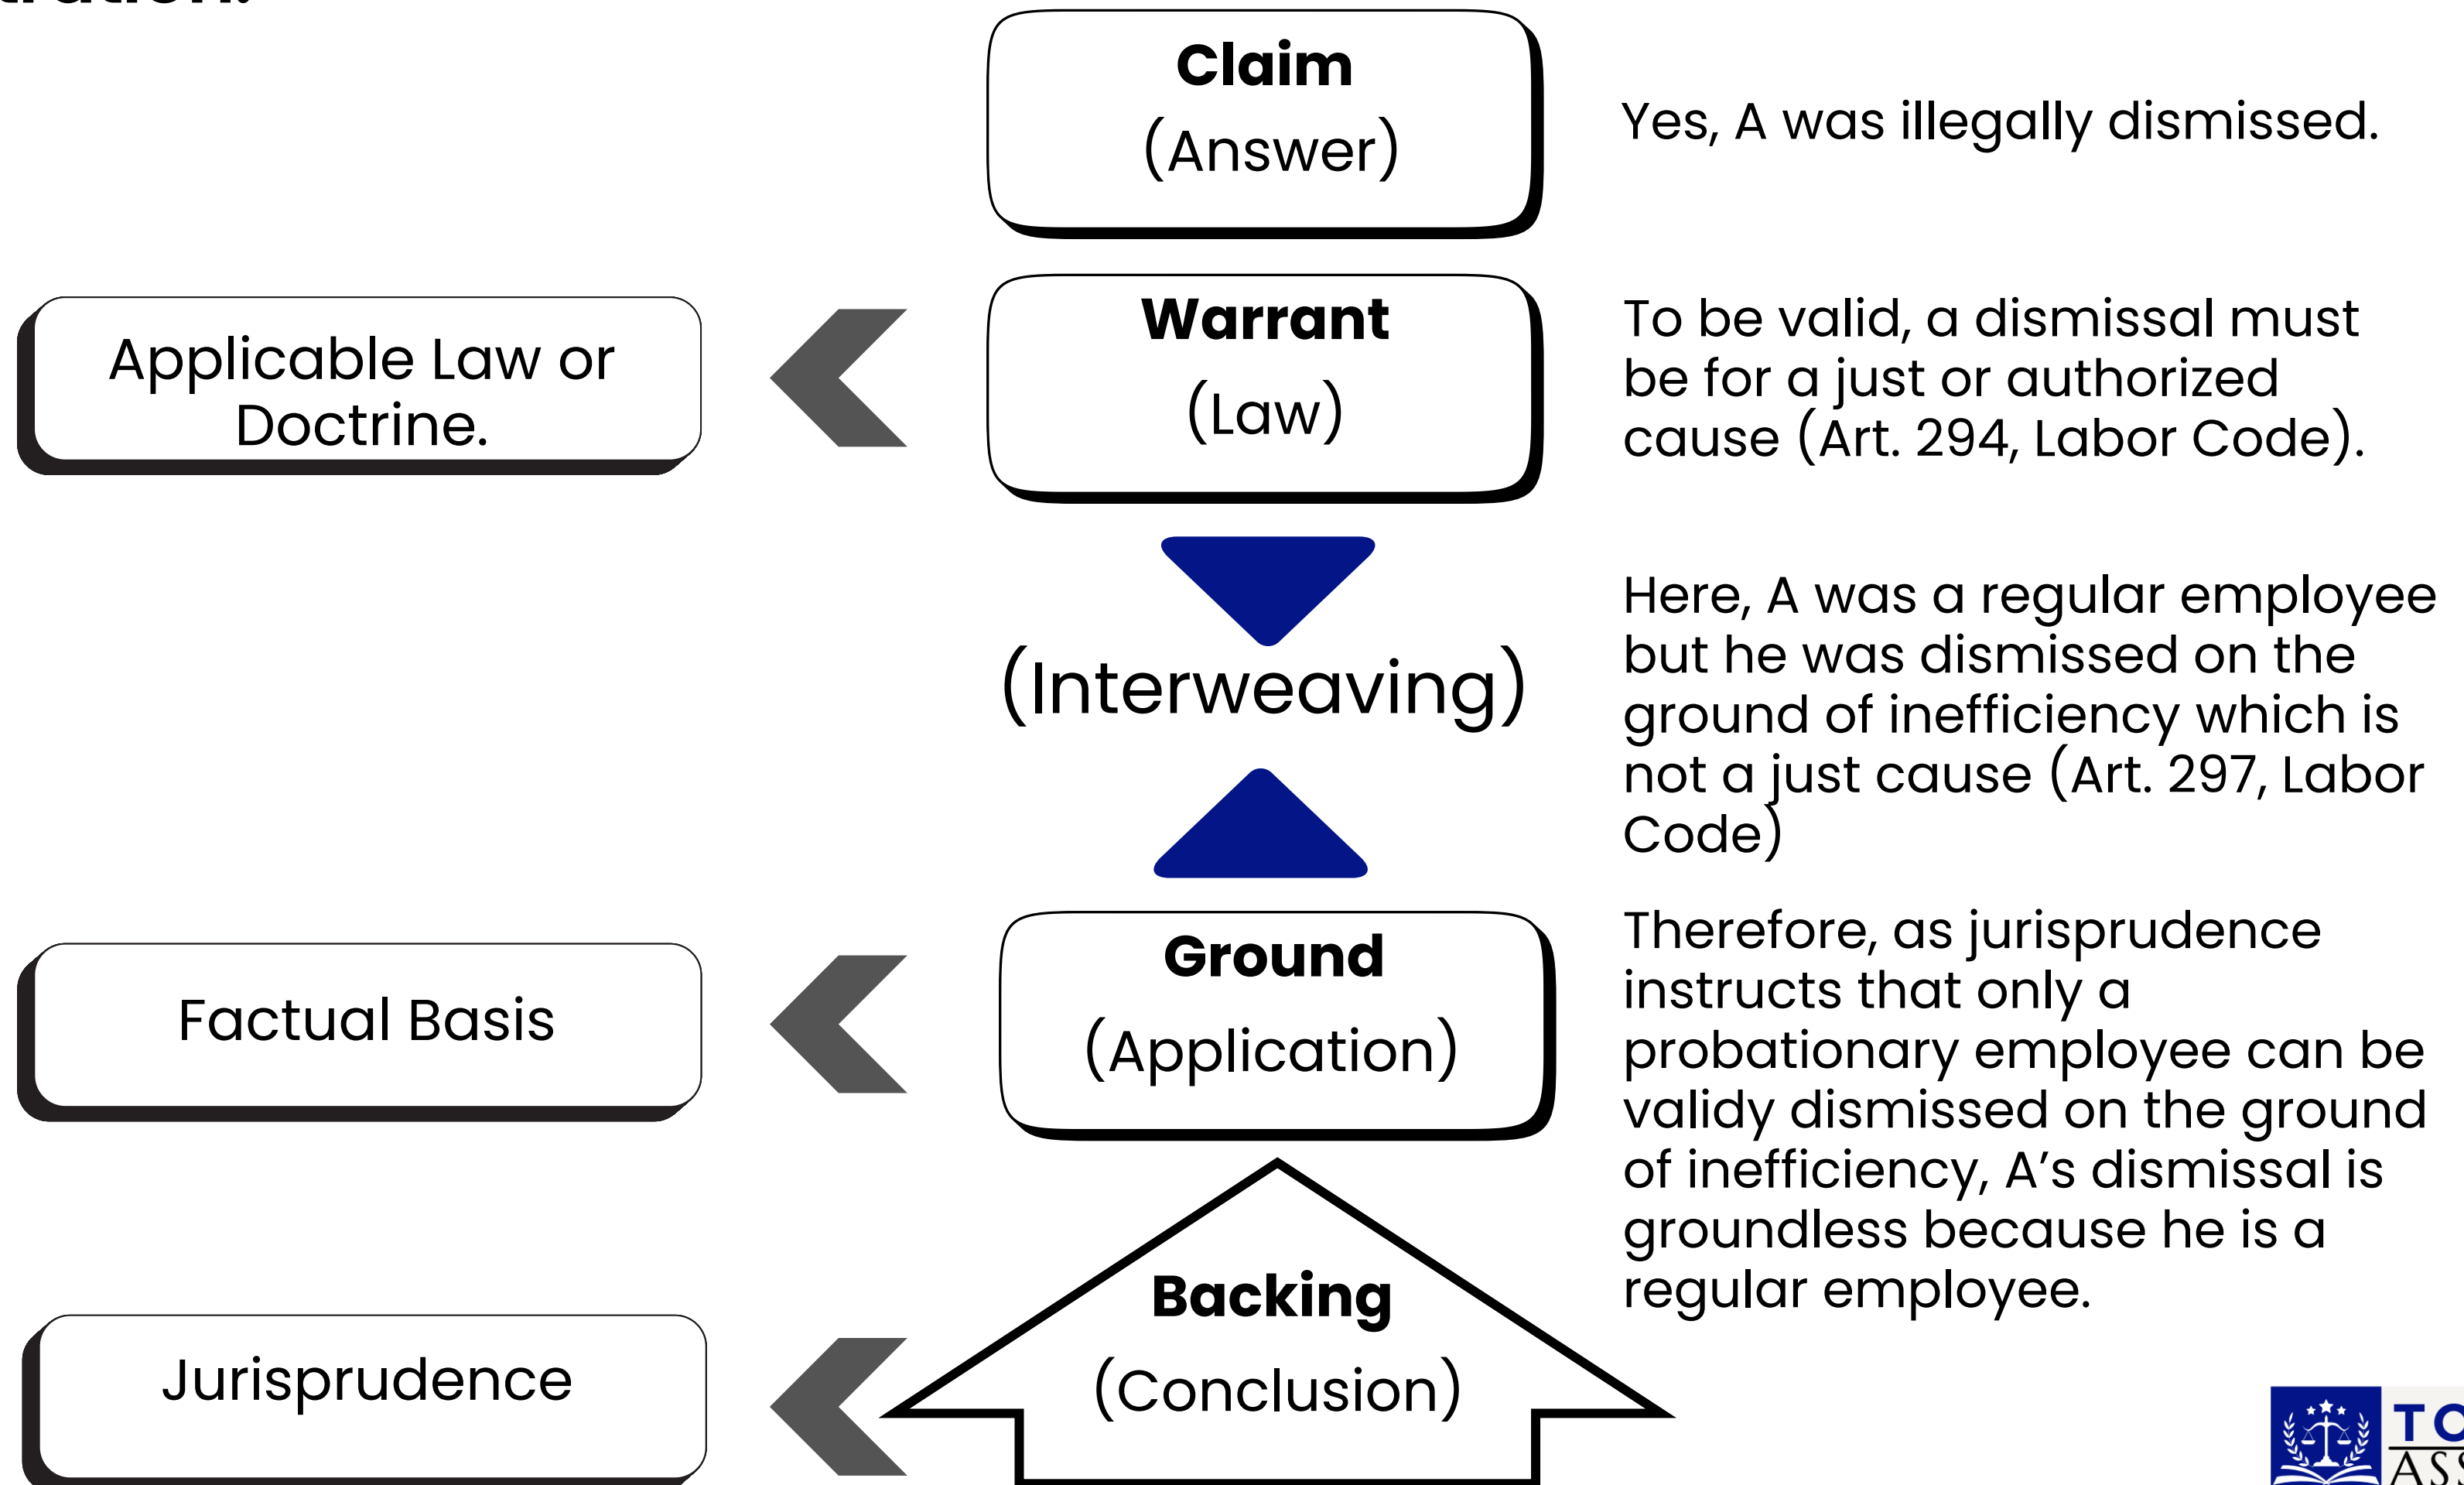 Claim
(Answer)
Yes, A was illegally dismissed.
Applicable Law or
Doctrine.
Warrant
(Law)
To be valid, a dismissal must
be for a just or authorized
cause (Art. 294, Labor Code).
(Interweaving)
Here, A was a regular employee
but he was dismissed on the
ground of inefficiency which is
not a just cause (Art. 297, Labor
Code)
Factual Basis
Ground
(Application)
Therefore, as jurisprudence
instructs that only a
probationary employee can be
validy dismissed on the ground
of inefficiency, A’s dismissal is
groundless because he is a
regular employee.
Jurisprudence
Backing
(Conclusion)